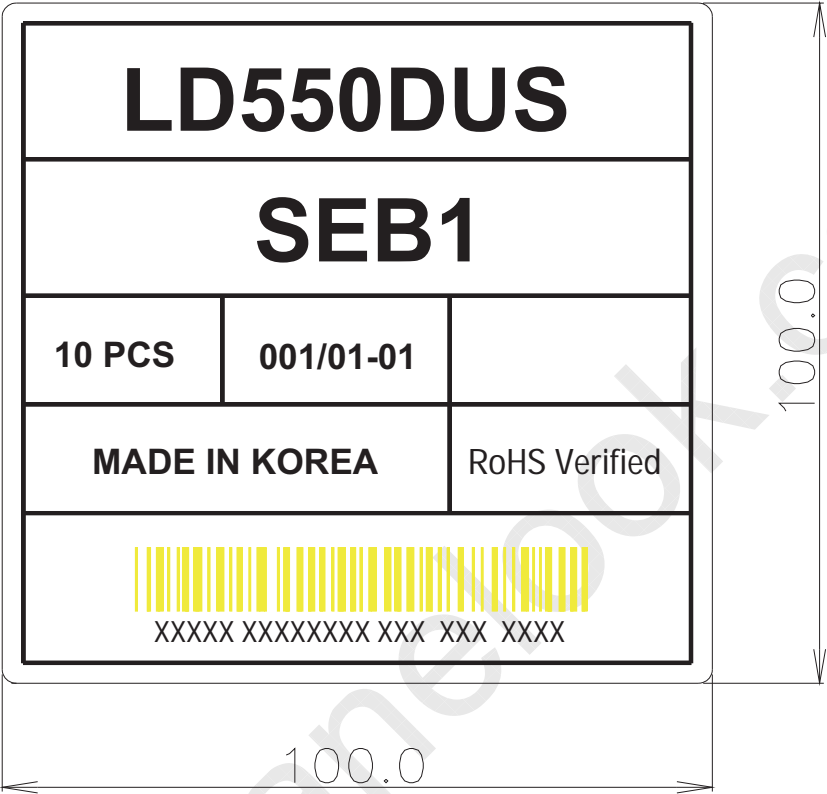 LD550DUS
SEB1
10 PCS 001/01-01
MADE IN KOREA RoHS Verified
XXXXX XXXXXXXX XXX XXX XXXX
100.0
100.0
anelook.c